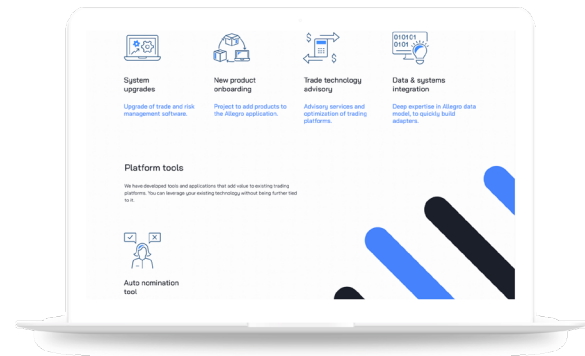 $
010101
0101
$
System
upgrades
New product
onboarding
Trade technology
advisory
Data & systems
integration
Upgrade of trade and risk
management software.
Project to add products to
the Allegro application.
Advisory services and
optimization of trading
platforms.
Deep expertise in Allegro data
model, to quickly build
adapters.
Platform tools
We have developed tools and applications that add value to existing trading
platforms. You can leverage your existing technology without being further tied
to it.
Auto nomination
tool